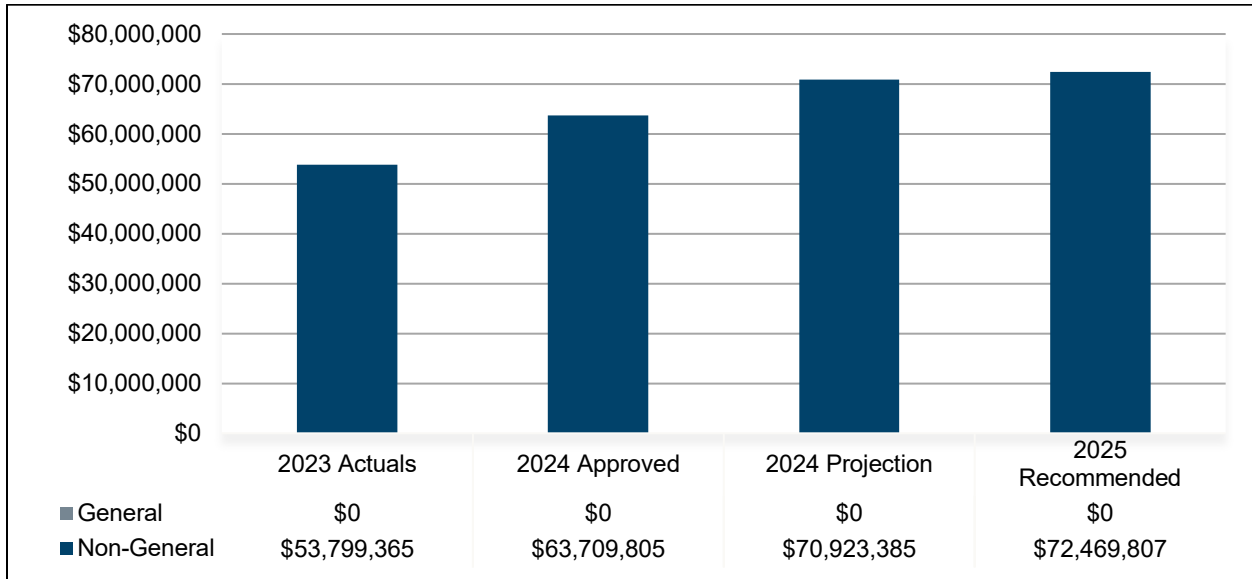 $80,000,000
$70,000,000
$60,000,000
$50,000,000
$40,000,000
$30,000,000
$20,000,000
$10,000,000
$0
2023 Actuals 2024 Approved 2024 Projection 2025
Recommended
General $0 $0 $0 $0
Non-General $53,799,365 $63,709,805 $70,923,385 $72,469,807